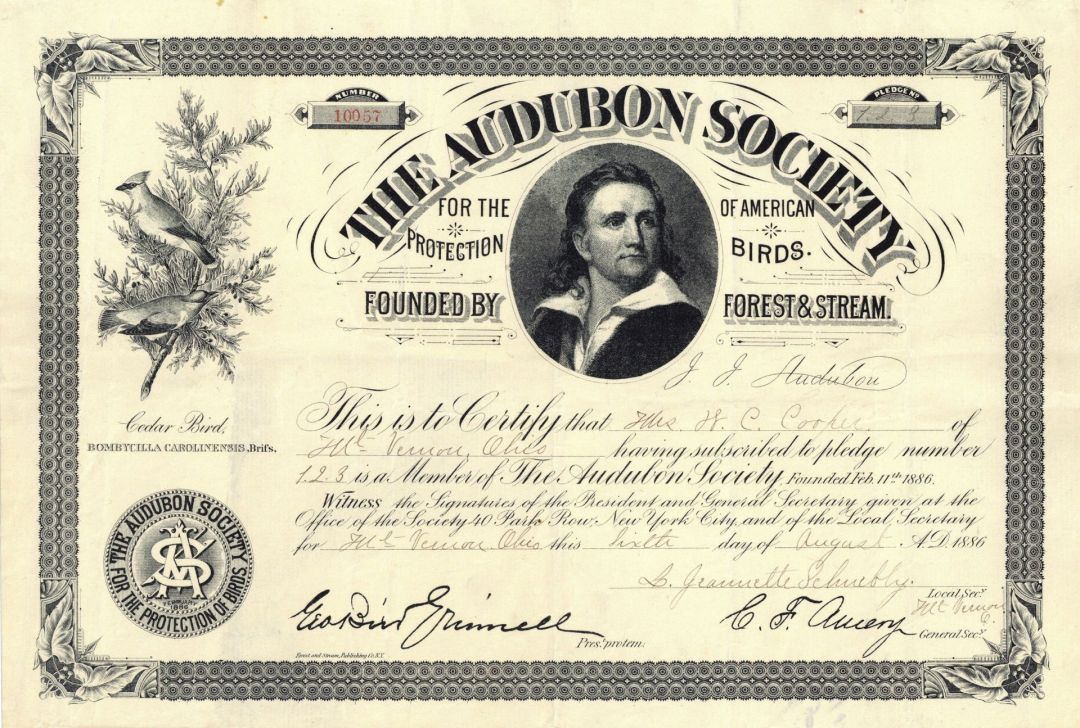 NUMBER
10057
PLEDGE No
1.2.3
THE AUDUBON SOCIETY
FOR THE PROTECTION OF AMERICAN BIRDS.
FOUNDED BY FOREST & STREAM.
J. J. Audubon
Cedar Bird,
BOMBYCILLA CAROLINENSIS, Bris.
This is to Certify that Mrs W. C. Cooper of
Mt Vernon, Ohio having subscribed to pledge number
1.2.3 is a Member of The Audubon Society, Founded Feb. 11th 1886.
Witness the Signatures of the President and General Secretary given at the
Office of the Society 40 Park Row, New York City, and of the Local Secretary
for Mt Vernon, Ohio this Sixth day of August A.D. 1886
THE AUDUBON SOCIETY
FOR THE PROTECTION OF BIRDS
1886
L. Jeannette Schnebly.
Local Secy
Mt Vernon
O.
Geo Bird Grinnell
Pres. protem.
C. F. Amery
General Secy
Forest and Stream, Publishing Co. N.Y.